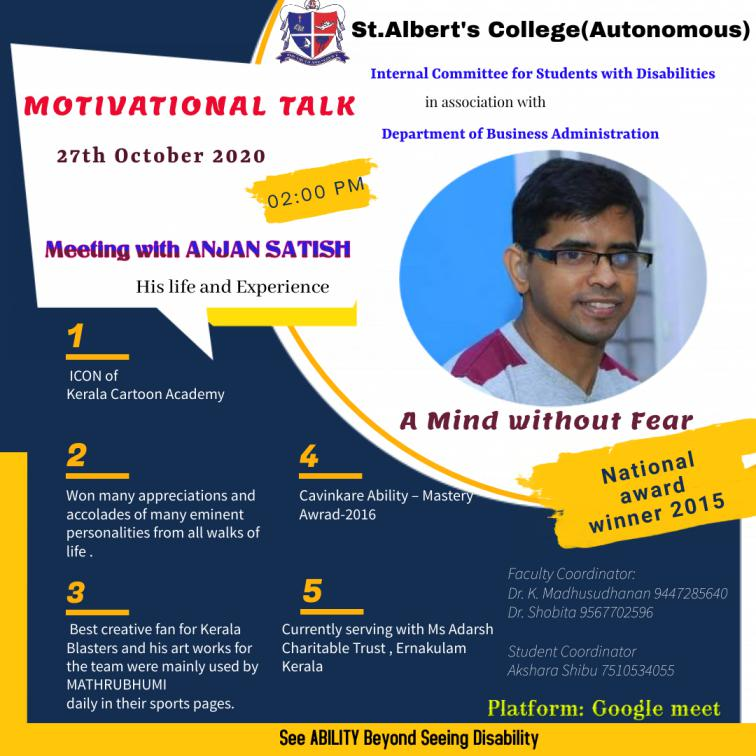 St.Albert's College(Autonomous)
Internal Committee for Students with Disabilities
in association with
Department of Business Administration
MOTIVATIONAL TALK
27th October 2020
02:00 PM
Meeting with ANJAN SATISH
His life and Experience
A Mind without Fear
National
award
winner 2015
1
ICON of
Kerala Cartoon Academy
2
Won many appreciations and
accolades of many eminent
personalities from all walks of
life .
3
Best creative fan for Kerala
Blasters and his art works for
the team were mainly used by
MATHRUBHUMI
daily in their sports pages.
4
Cavinkare Ability – Mastery
Awrad-2016
5
Currently serving with Ms Adarsh
Charitable Trust , Ernakulam
Kerala
Faculty Coordinator:
Dr. K. Madhusudhanan 9447285640
Dr. Shobita 9567702596
Student Coordinator
Akshara Shibu 7510534055
Platform: Google meet
See ABILITY Beyond Seeing Disability